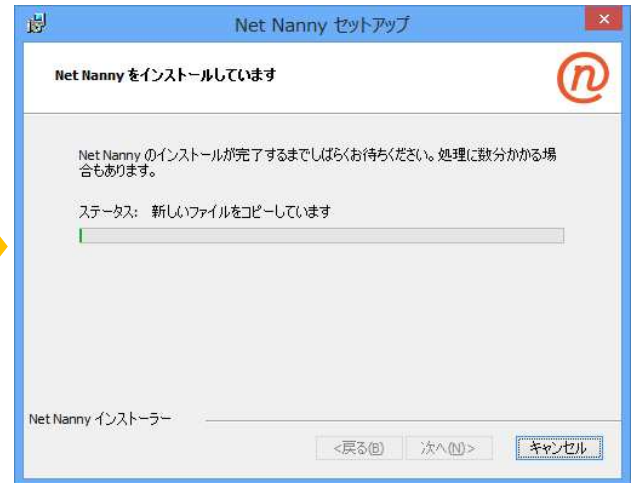 Net Nanny セットアップ
Net Nanny をインストールしています
Net Nanny のインストールが完了するまでしばらくお待ちください。処理に数分かかる場
合もあります。
ステータス: 新しいファイルをコピーしています
Net Nanny インストーラー
<戻る(B) 次へ(N)> キャンセル